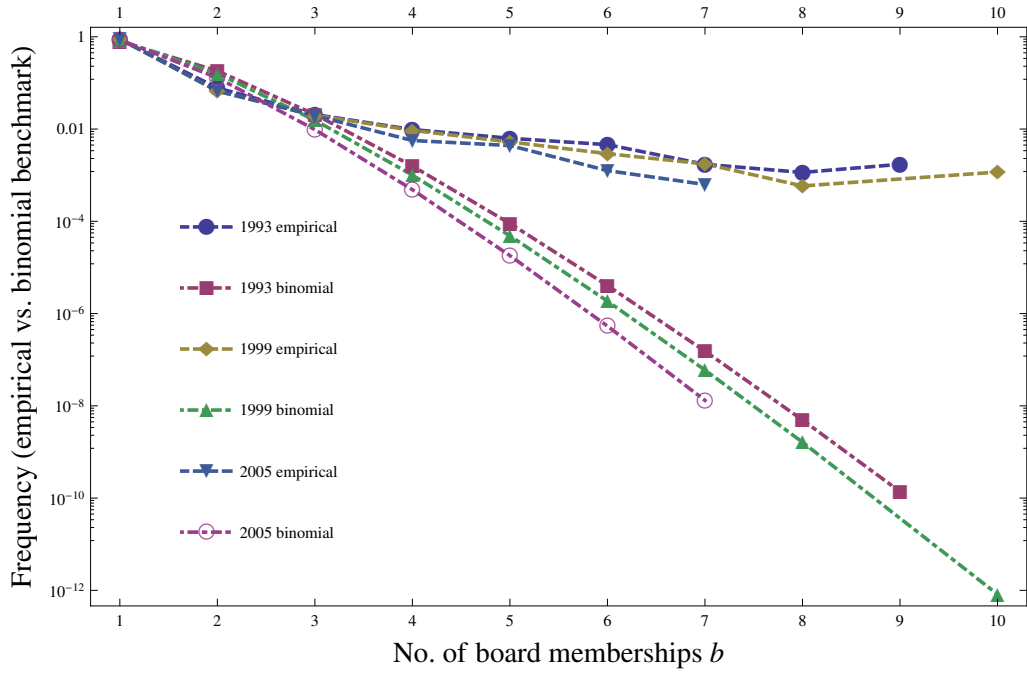 1 2 3 4 5 6 7 8 9 10
Frequency (empirical vs. binomial benchmark)
1
0.01
10⁻⁴
10⁻⁶
10⁻⁸
10⁻¹⁰
10⁻¹²
1993 empirical
1993 binomial
1999 empirical
1999 binomial
2005 empirical
2005 binomial
1 2 3 4 5 6 7 8 9 10
No. of board memberships b